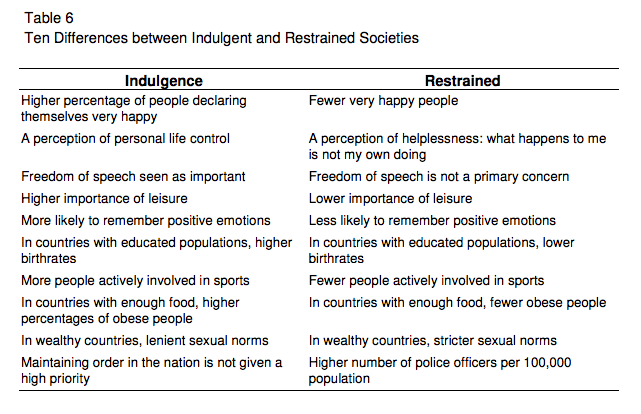 Table 6
Ten Differences between Indulgent and Restrained Societies
Indulgence Restrained
Higher percentage of people declaring Fewer very happy people
themselves very happy
A perception of personal life control A perception of helplessness: what happens to me
is not my own doing
Freedom of speech seen as important Freedom of speech is not a primary concern
Higher importance of leisure Lower importance of leisure
More likely to remember positive emotions Less likely to remember positive emotions
In countries with educated populations, higher In countries with educated populations, lower
birthrates birthrates
More people actively involved in sports Fewer people actively involved in sports
In countries with enough food, higher In countries with enough food, fewer obese people
percentages of obese people
In wealthy countries, lenient sexual norms In wealthy countries, stricter sexual norms
Maintaining order in the nation is not given a Higher number of police officers per 100,000
high priority population